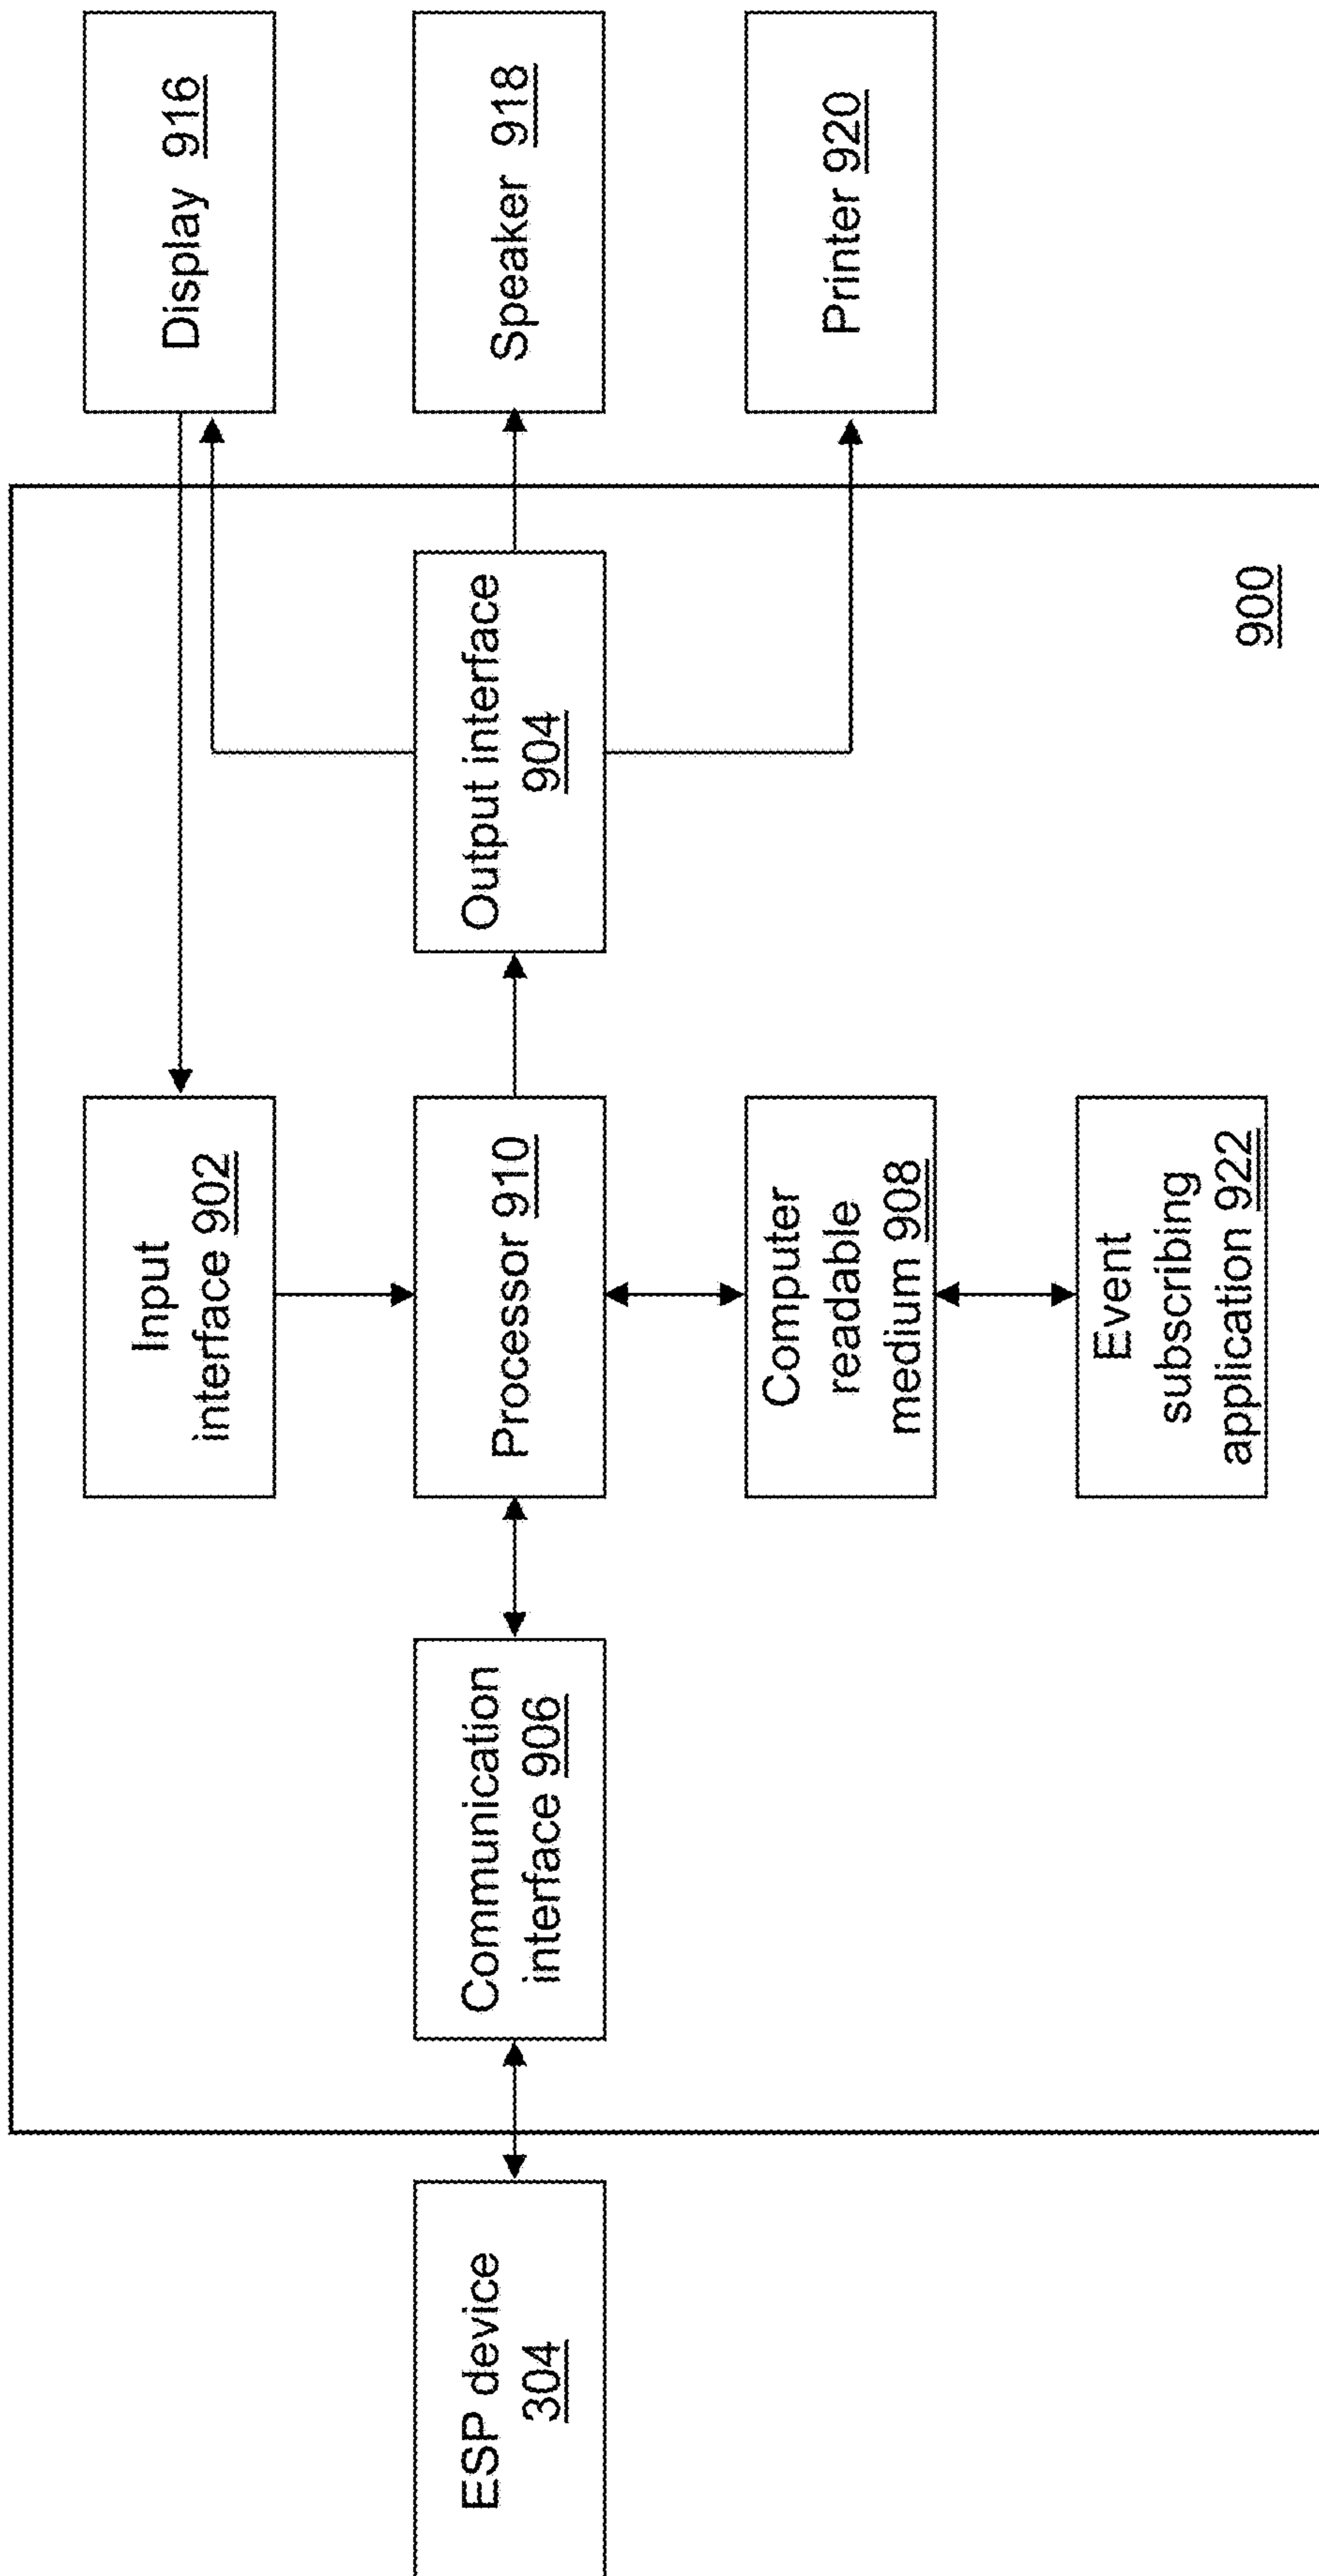 Input
interface 902
Display 916
ESP device
304
Communication
interface 906
Processor 910
Output interface
904
Speaker 918
Computer
readable
medium 908
Printer 920
Event
subscribing
application 922
900